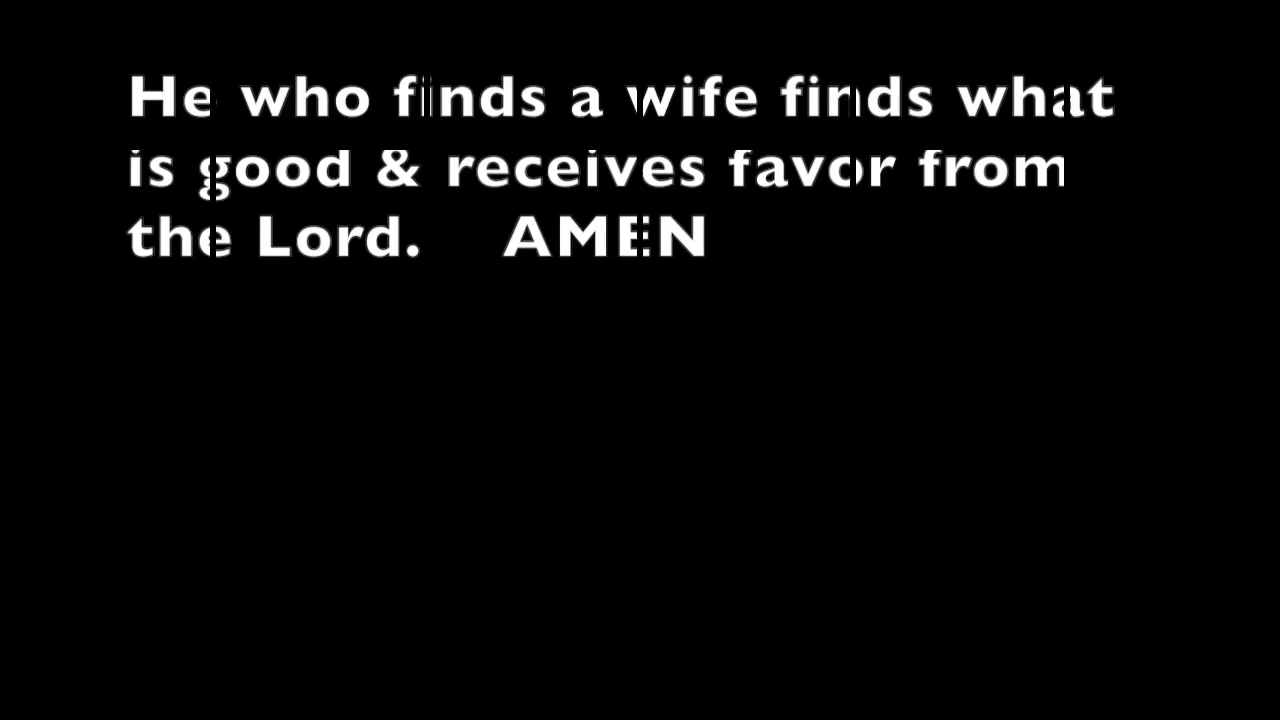 He who finds a wife finds what
is good & receives favor from
the Lord. AMEN